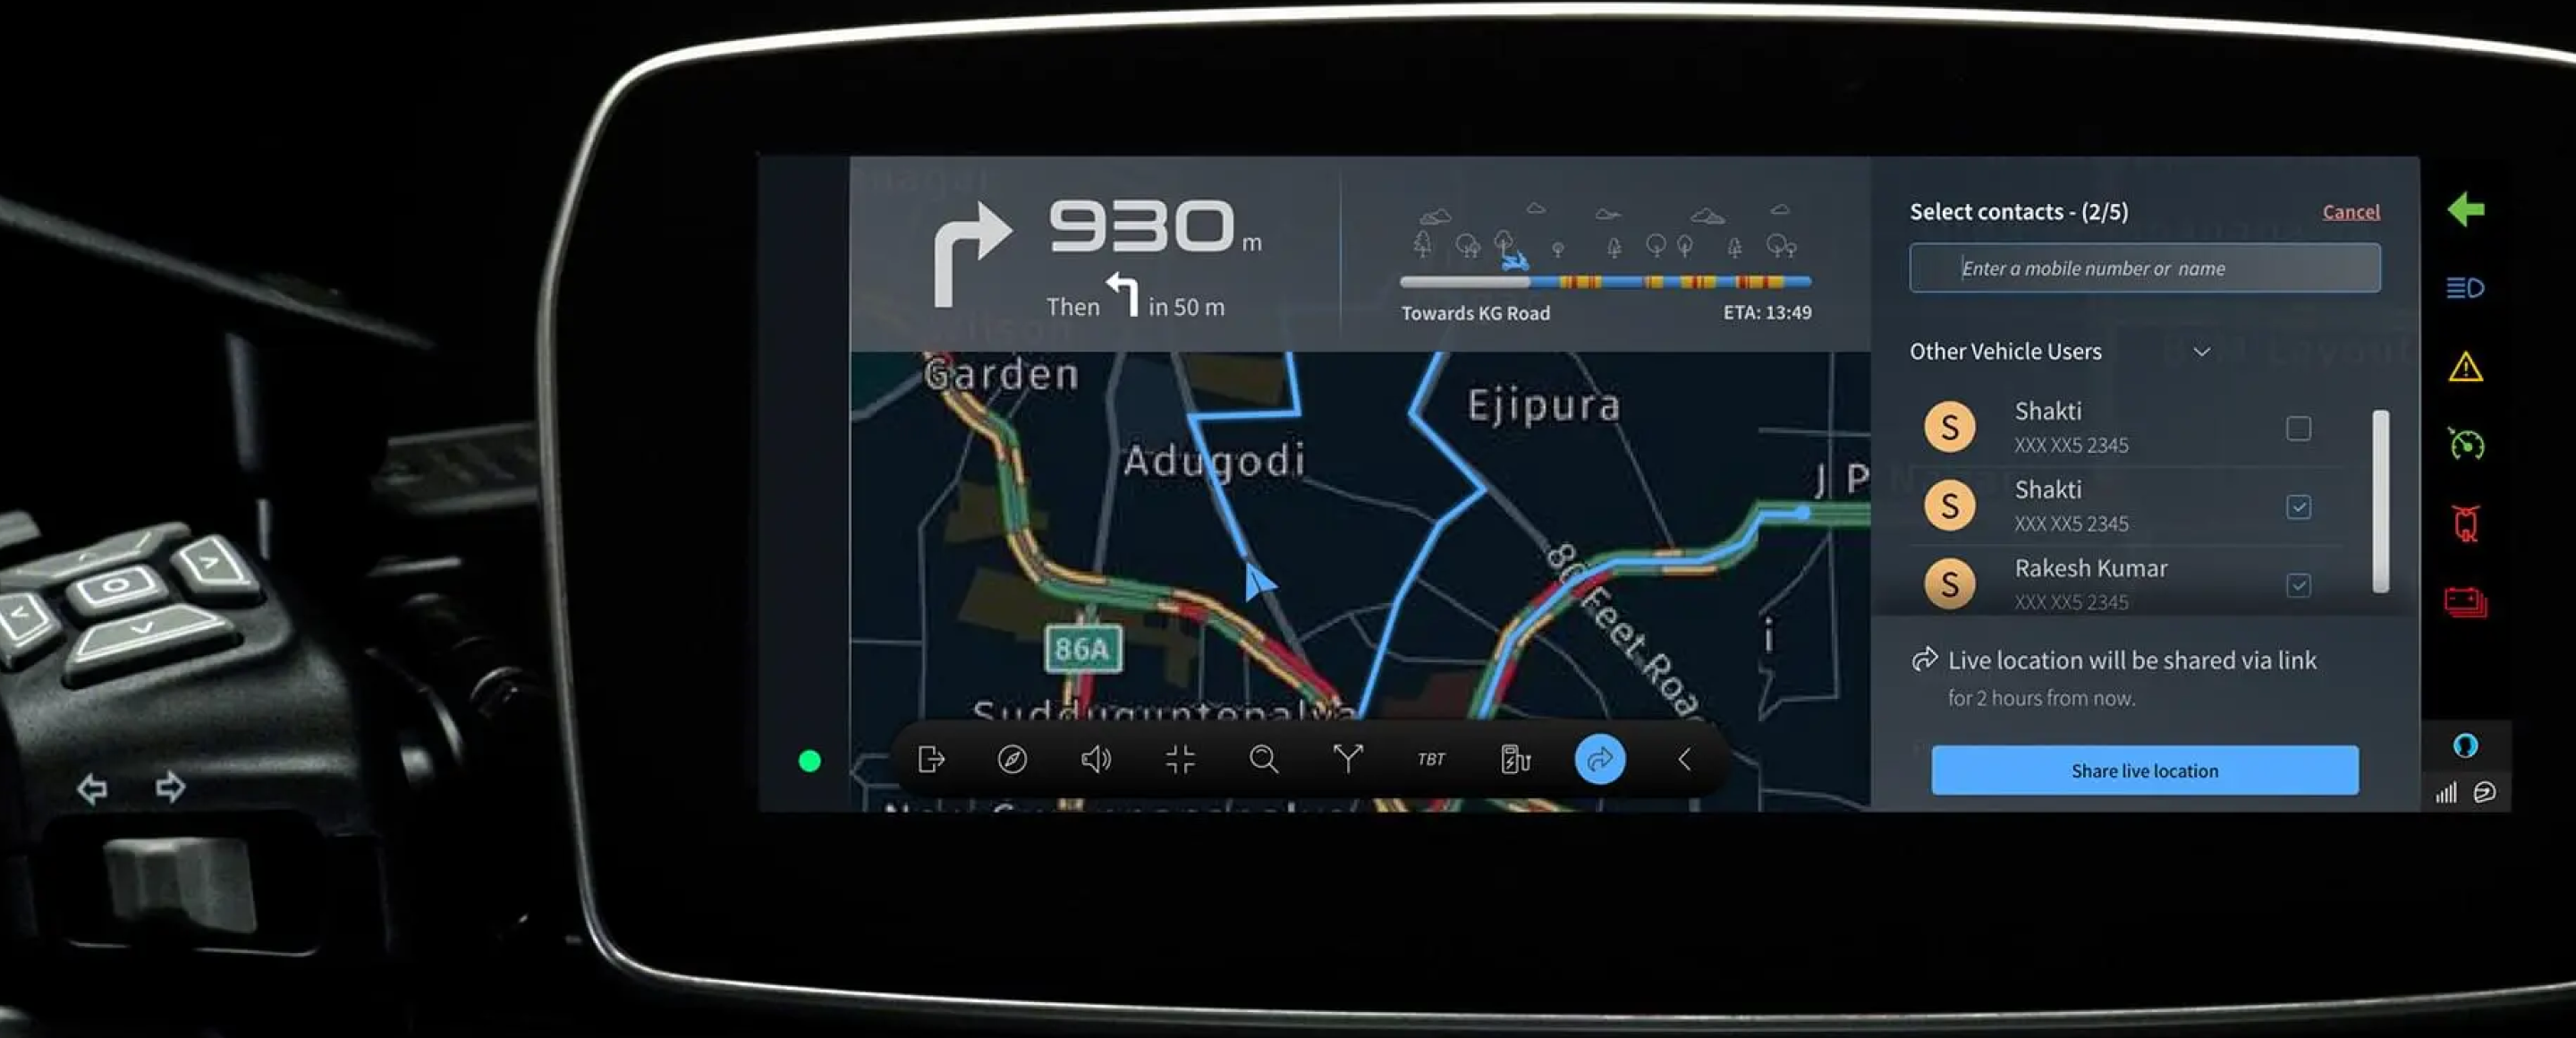 930 m
Then in 50 m
Towards KG Road
ETA: 13:49
Garden
Adugodi
Ejipura
J P
86A
80 Feet Road
i
Sudduguntepalya
TBT
Select contacts - (2/5)
Cancel
Enter a mobile number or name
Other Vehicle Users
S
Shakti
XXX XX5 2345
S
Shakti
XXX XX5 2345
S
Rakesh Kumar
XXX XX5 2345
Live location will be shared via link
for 2 hours from now.
Share live location